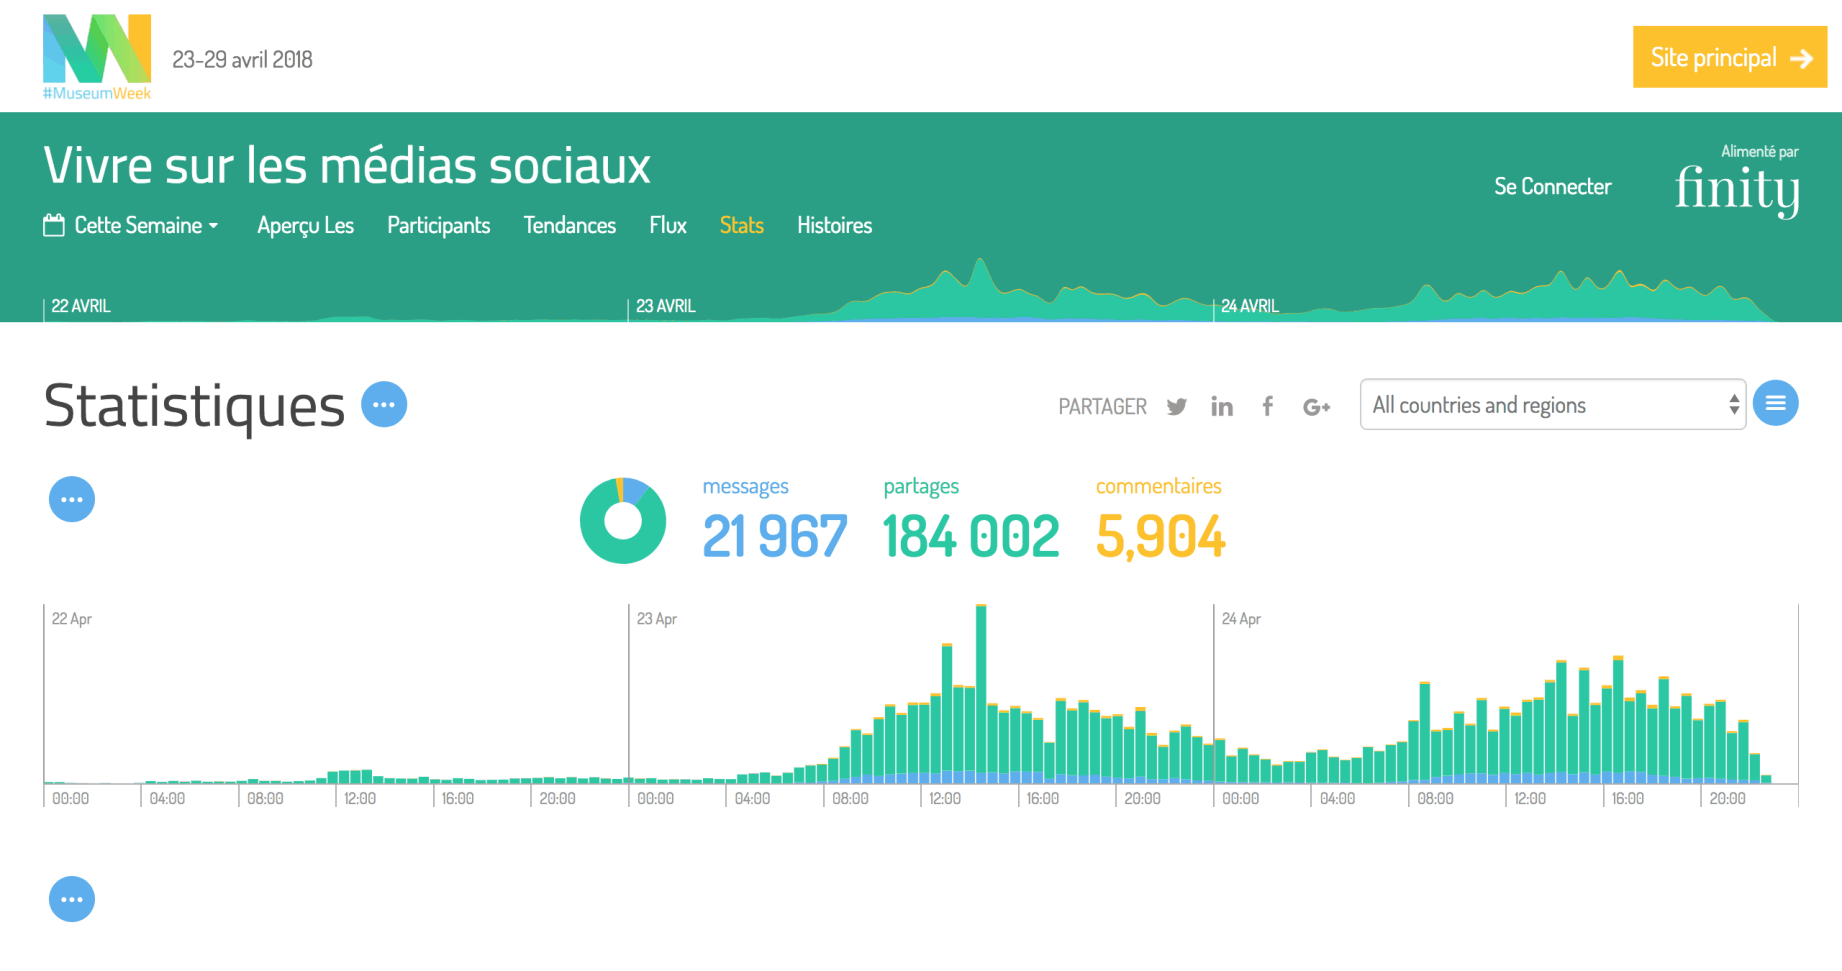 #MuseumWeek
23-29 avril 2018
Site principal
Vivre sur les médias sociaux
Se Connecter
Alimenté par
finity
Cette Semaine
Aperçu Les
Participants
Tendances
Flux
Stats
Histoires
22 AVRIL
23 AVRIL
24 AVRIL
Statistiques
PARTAGER
All countries and regions
messages
partages
commentaires
21 967
184 002
5,904
22 Apr
23 Apr
24 Apr
00:00 04:00 08:00 12:00 16:00 20:00 00:00 04:00 08:00 12:00 16:00 20:00 00:00 04:00 08:00 12:00 16:00 20:00